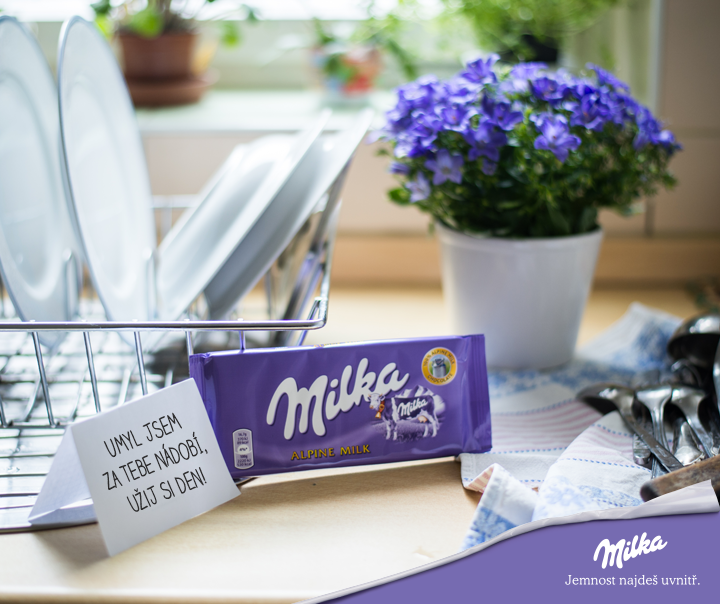 UMYL JSEM
ZA TEBE NÁDOBÍ,
UŽIJ SI DEN!
Milka
Milka
ALPINE MILK
Milka
Jemnost najdeš uvnitř.